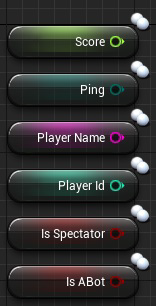 Score
Ping
Player Name
Player Id
Is Spectator
Is ABot